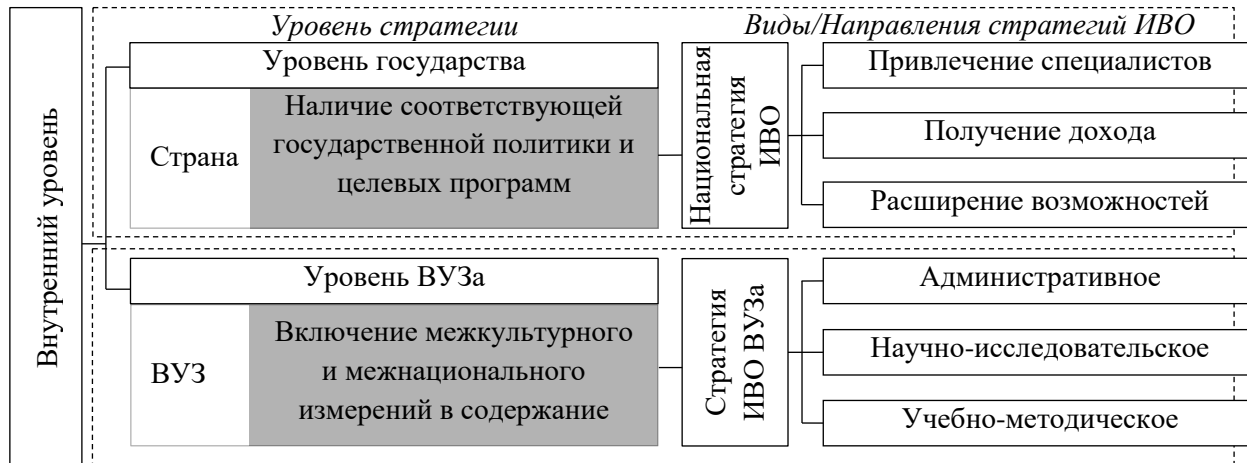 Внутренний уровень
Уровень стратегии
Виды/Направления стратегий ИВО
Уровень государства
Страна
Наличие соответствующей
государственной политики и
целевых программ
Национальная
стратегия
ИВО
Привлечение специалистов
Получение дохода
Расширение возможностей
Уровень ВУЗа
ВУЗ
Включение межкультурного
и межнационального
измерений в содержание
Стратегия
ИВО ВУЗа
Административное
Научно-исследовательское
Учебно-методическое